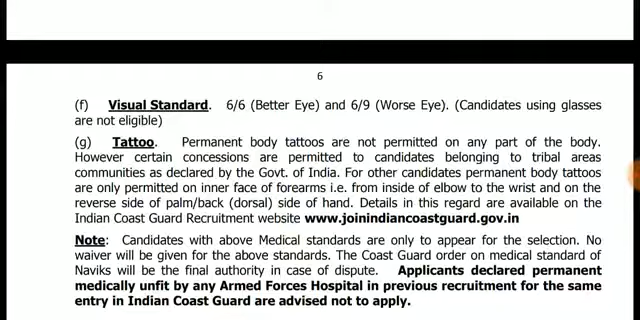 6
(f) Visual Standard. 6/6 (Better Eye) and 6/9 (Worse Eye). (Candidates using glasses
are not eligible)
(g) Tattoo. Permanent body tattoos are not permitted on any part of the body.
However certain concessions are permitted to candidates belonging to tribal areas
communities as declared by the Govt. of India. For other candidates permanent body tattoos
are only permitted on inner face of forearms i.e. from inside of elbow to the wrist and on the
reverse side of palm/back (dorsal) side of hand. Details in this regard are available on the
Indian Coast Guard Recruitment website www.joinindiancoastguard.gov.in
Note: Candidates with above Medical standards are only to appear for the selection. No
waiver will be given for the above standards. The Coast Guard order on medical standard of
Naviks will be the final authority in case of dispute. Applicants declared permanent
medically unfit by any Armed Forces Hospital in previous recruitment for the same
entry in Indian Coast Guard are advised not to apply.